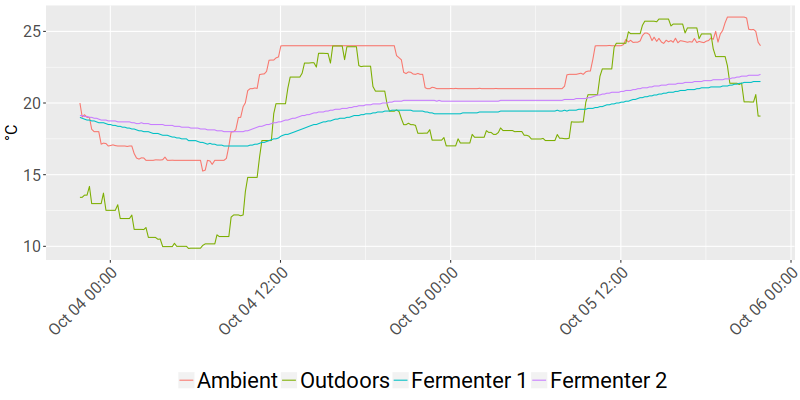 25
20
15
10
°C
Oct 04 00:00
Oct 04 12:00
Oct 05 00:00
Oct 05 12:00
Oct 06 00:00
Ambient Outdoors Fermenter 1 Fermenter 2